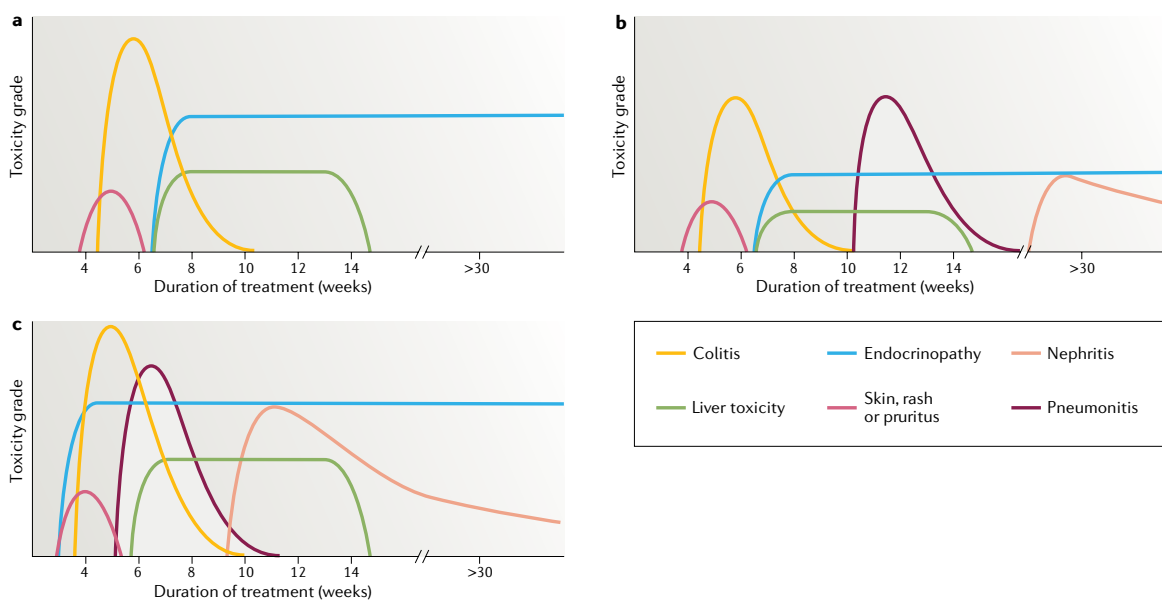 a
Toxicity grade
4 6 8 10 12 14 >30
Duration of treatment (weeks)
b
Toxicity grade
4 6 8 10 12 14 >30
Duration of treatment (weeks)
c
Toxicity grade
4 6 8 10 12 14 >30
Duration of treatment (weeks)
Colitis
Endocrinopathy
Nephritis
Liver toxicity
Skin, rash
or pruritus
Pneumonitis